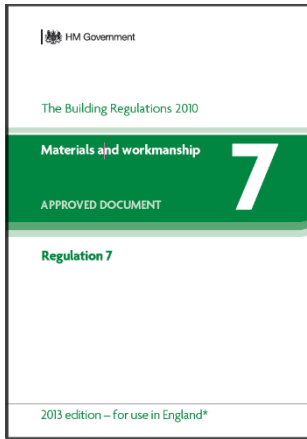 HM Government
The Building Regulations 2010
Materials and workmanship
7
APPROVED DOCUMENT
Regulation 7
2013 edition – for use in England*